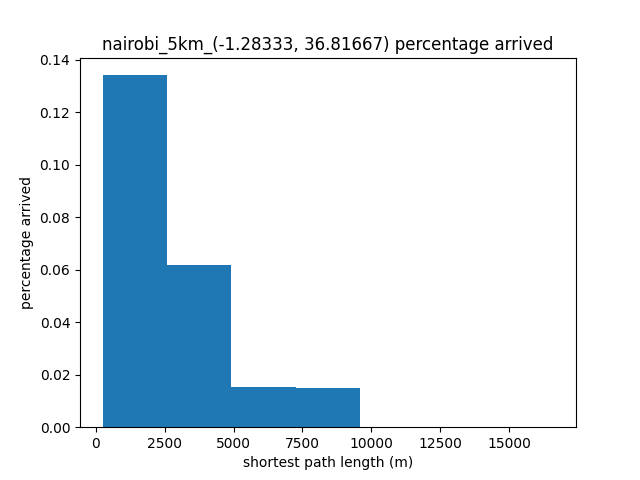 nairobi_5km_(-1.28333, 36.81667) percentage arrived
0.14
0.12
0.10
0.08
0.06
0.04
0.02
0.00
percentage arrived
0 2500 5000 7500 10000 12500 15000
shortest path length (m)